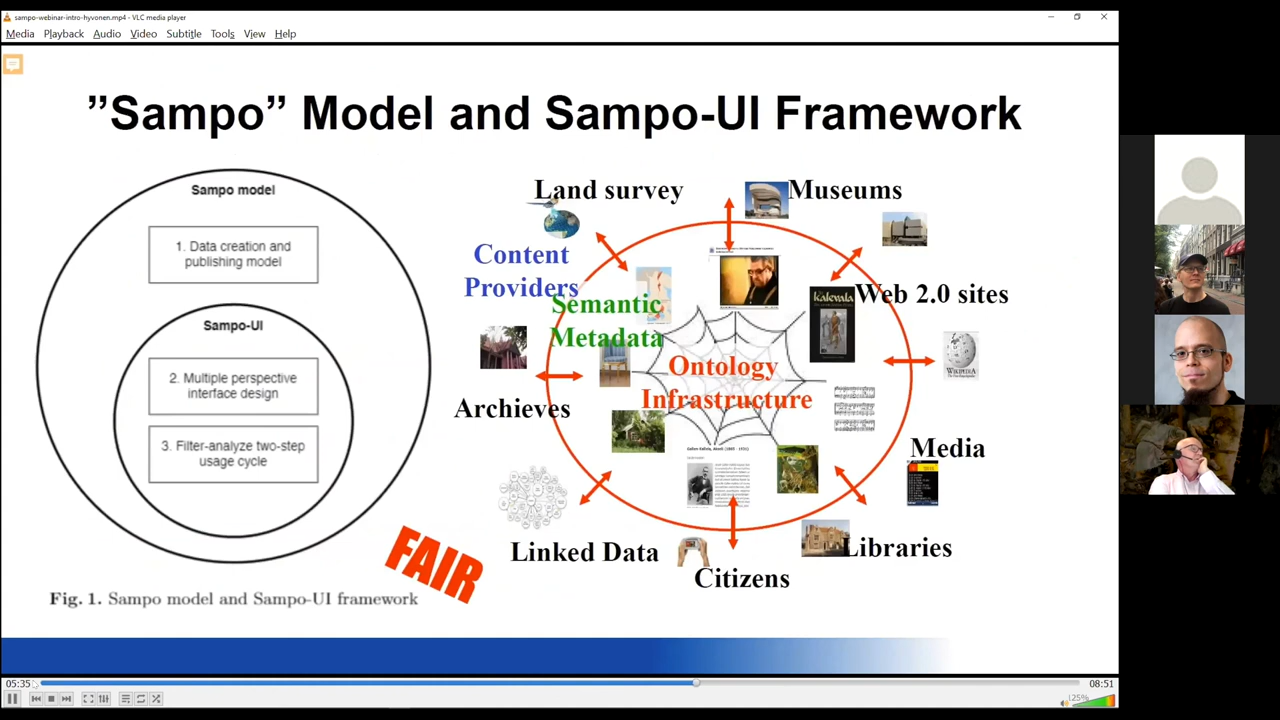 sampo-webinar-intro-hyvonen.mp4 - VLC media player
Media Playback Audio Video Subtitle Tools View Help
”Sampo” Model and Sampo-UI Framework
Sampo model
1. Data creation and
publishing model
Sampo-UI
2. Multiple perspective
interface design
3. Filter-analyze two-step
usage cycle
Fig. 1. Sampo model and Sampo-UI framework
FAIR
Land survey
Museums
Content
Providers
Semantic
Metadata
Kalevala
Web 2.0 sites
WIKIPEDIA
Ontology
Infrastructure
Archieves
Media
Linked Data
Citizens
Libraries
05:35
08:51
25%